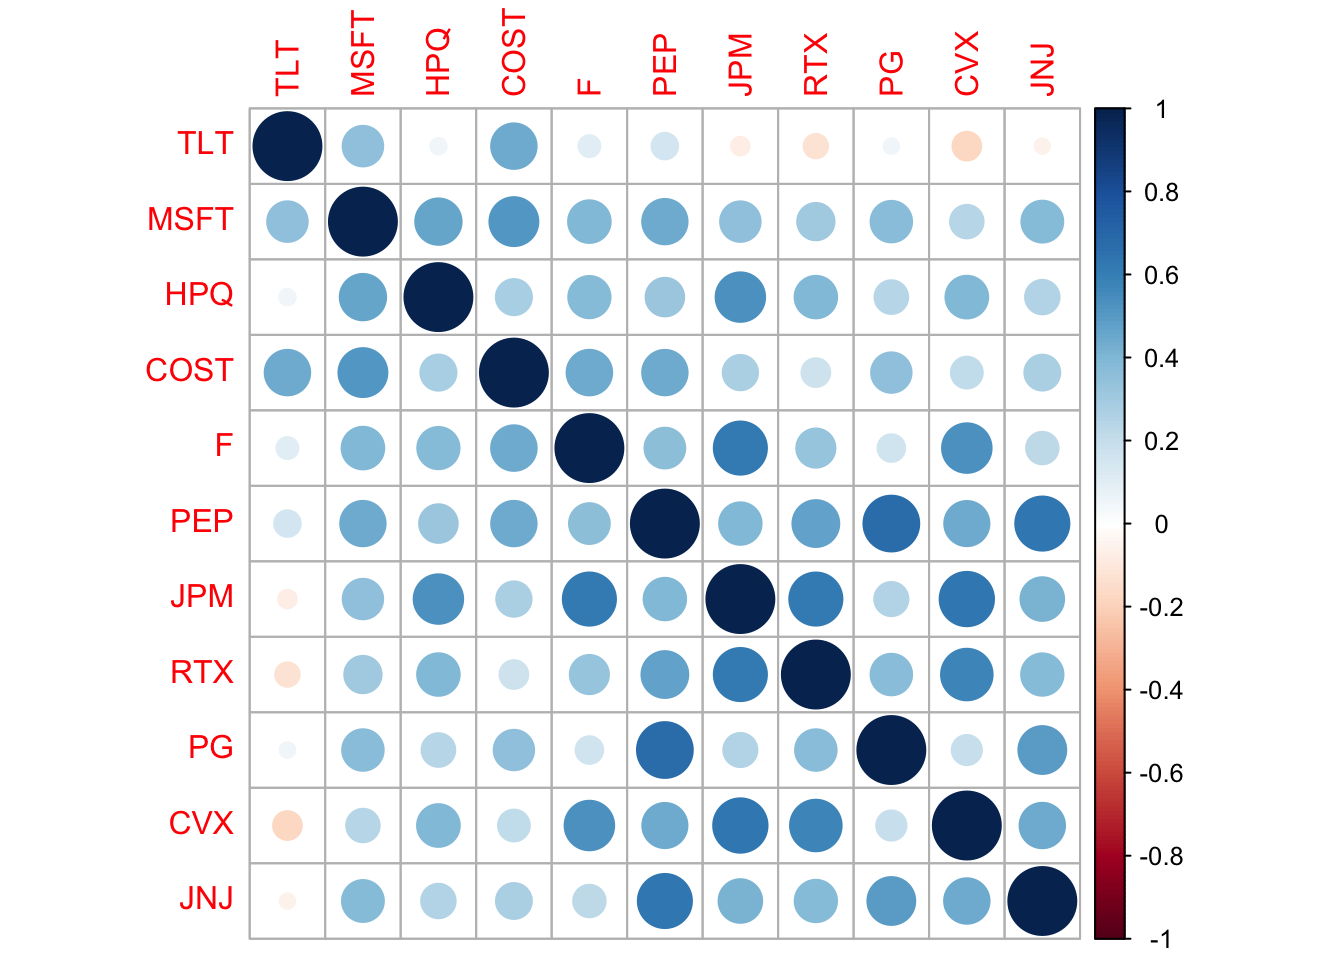 TLT MSFT HPQ COST F PEP JPM RTX PG CVX JNJ
TLT
MSFT
HPQ
COST
F
PEP
JPM
RTX
PG
CVX
JNJ
1
0.8
0.6
0.4
0.2
0
-0.2
-0.4
-0.6
-0.8
-1